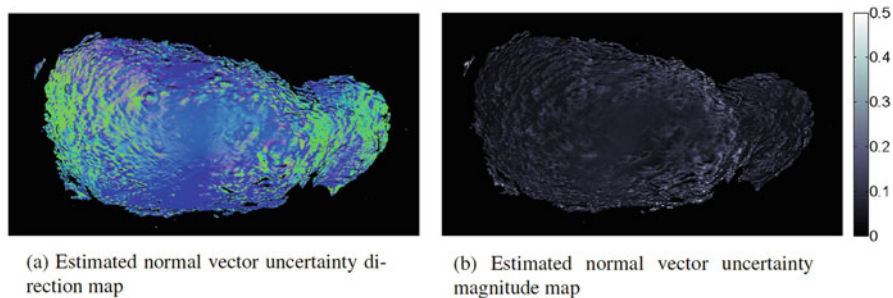 0.5
0.4
0.3
0.2
0.1
0
(a) Estimated normal vector uncertainty di-
rection map
(b) Estimated normal vector uncertainty
magnitude map